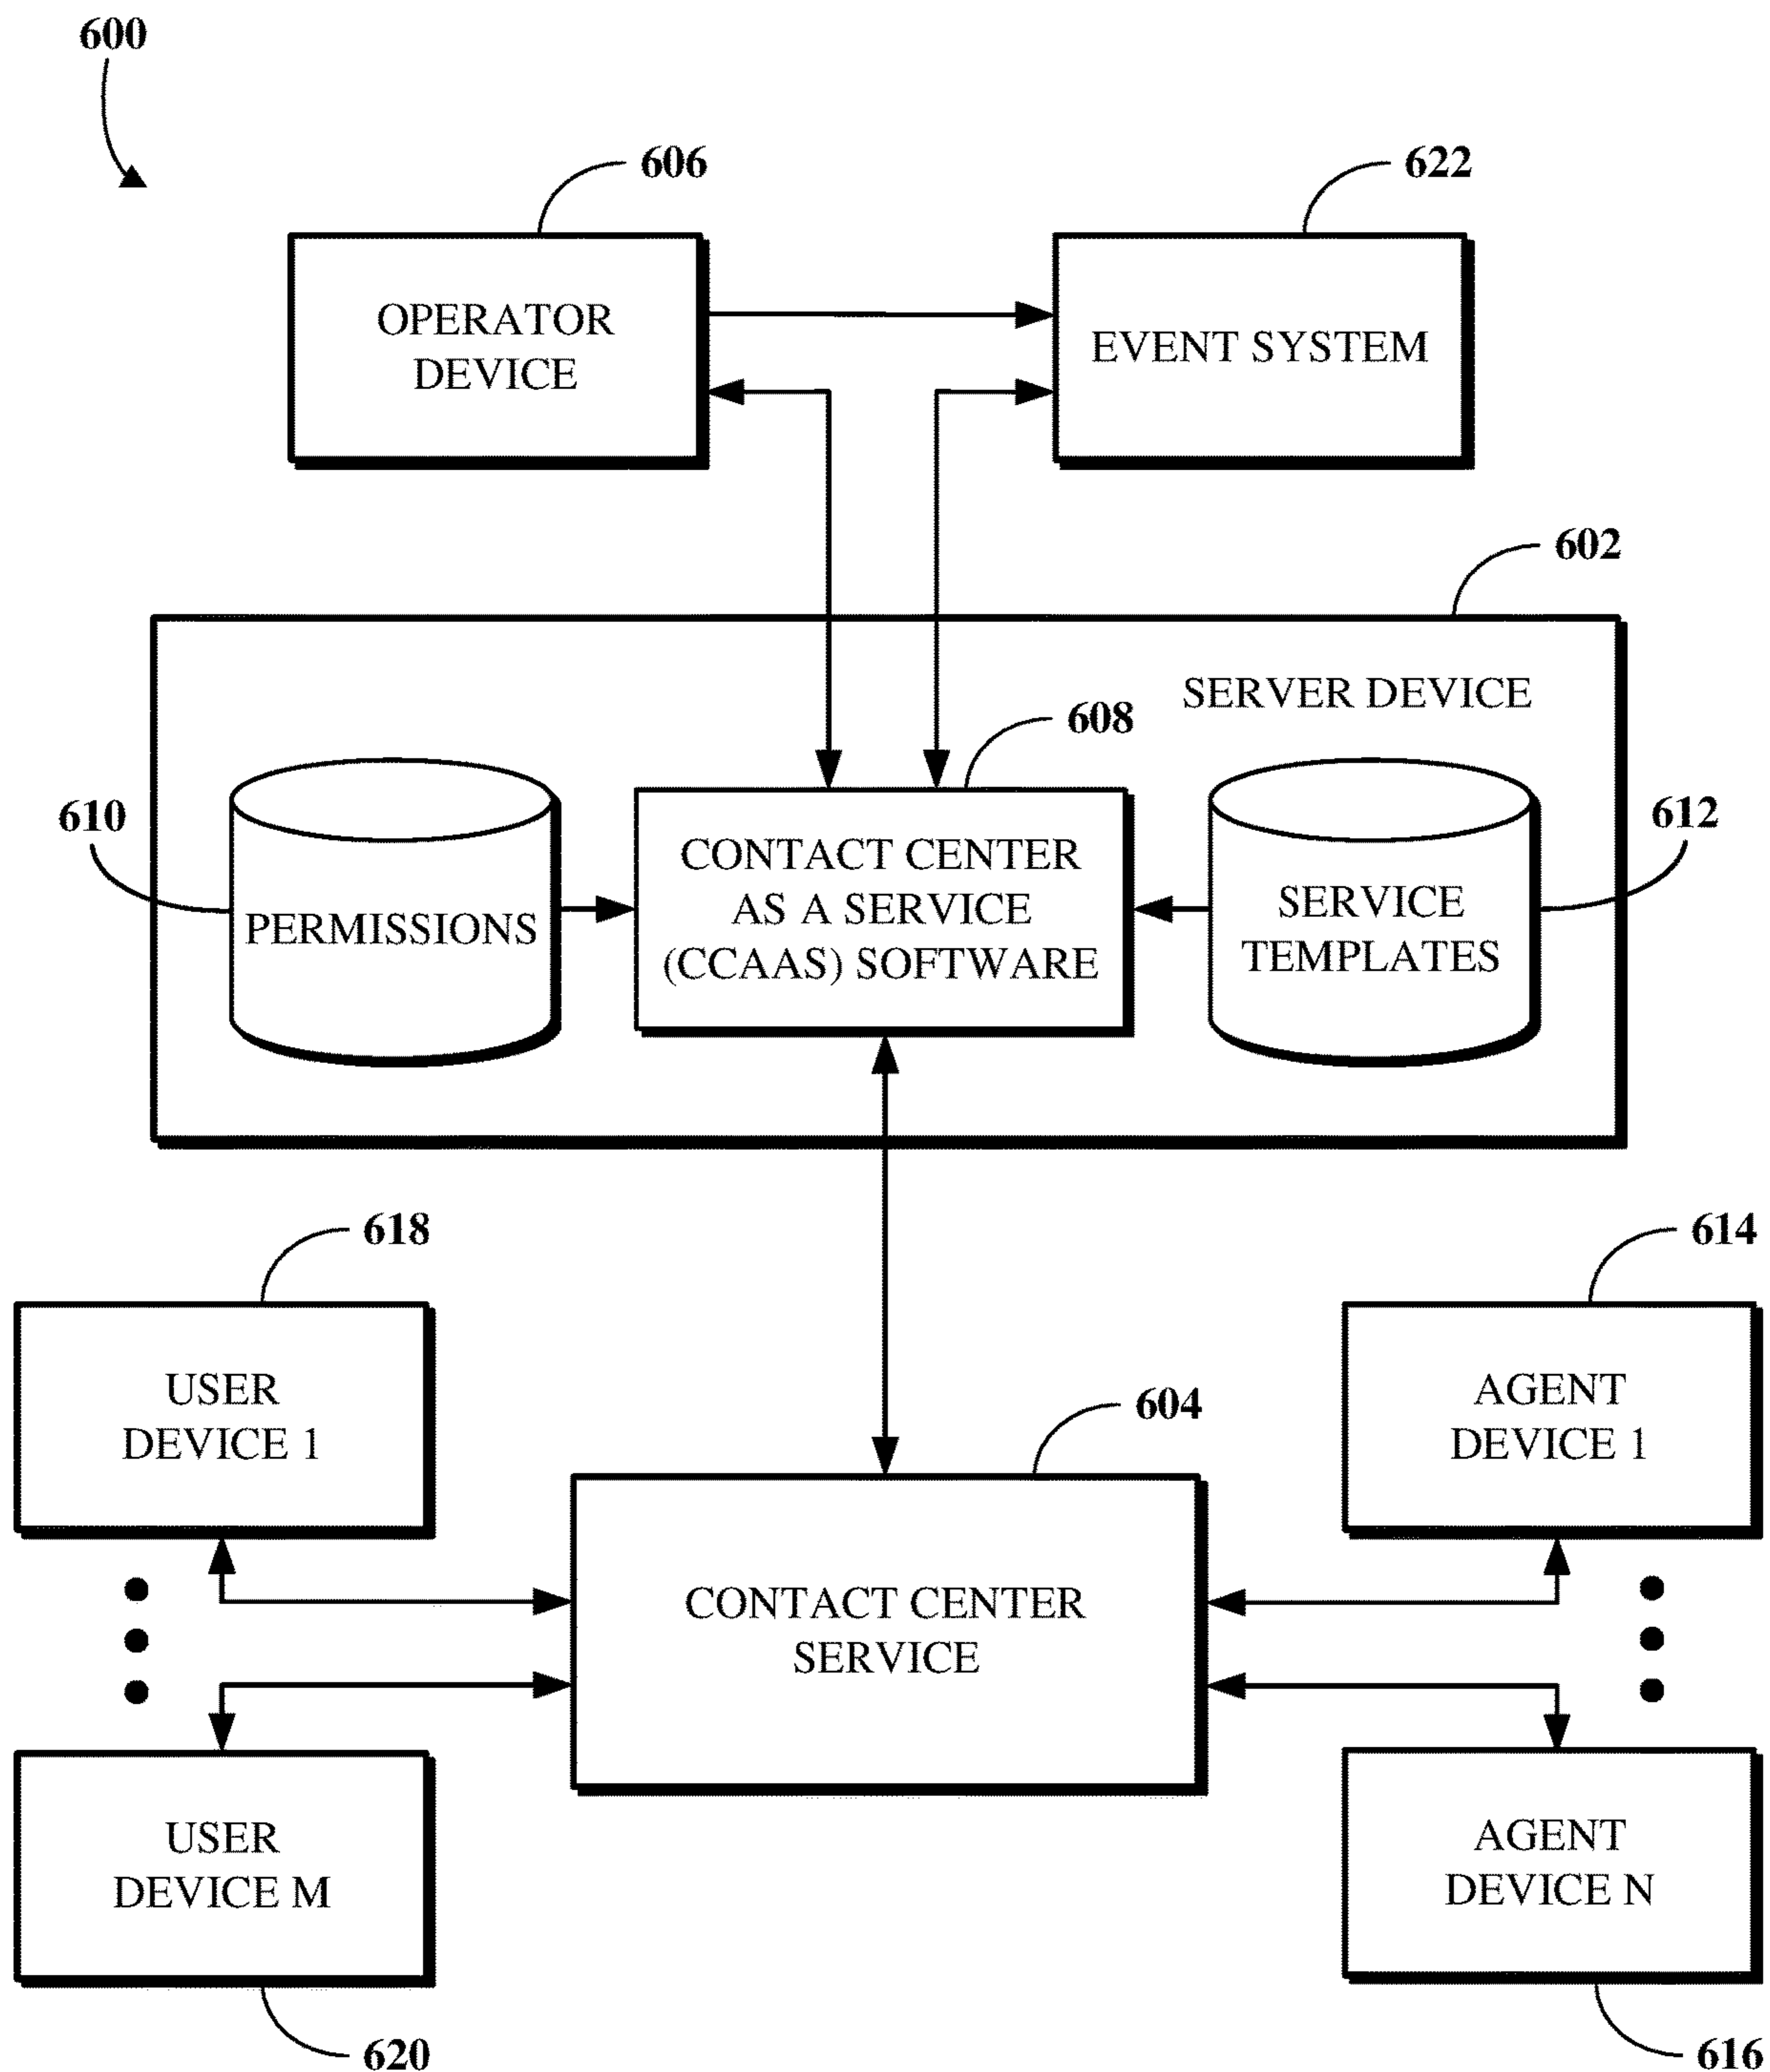 600
606
622
OPERATOR
DEVICE
EVENT SYSTEM
602
SERVER DEVICE
608
610
612
PERMISSIONS
CONTACT CENTER
AS A SERVICE
(CCAAS) SOFTWARE
SERVICE
TEMPLATES
618
614
USER
DEVICE 1
AGENT
DEVICE 1
604
CONTACT CENTER
SERVICE
USER
DEVICE M
AGENT
DEVICE N
620
616